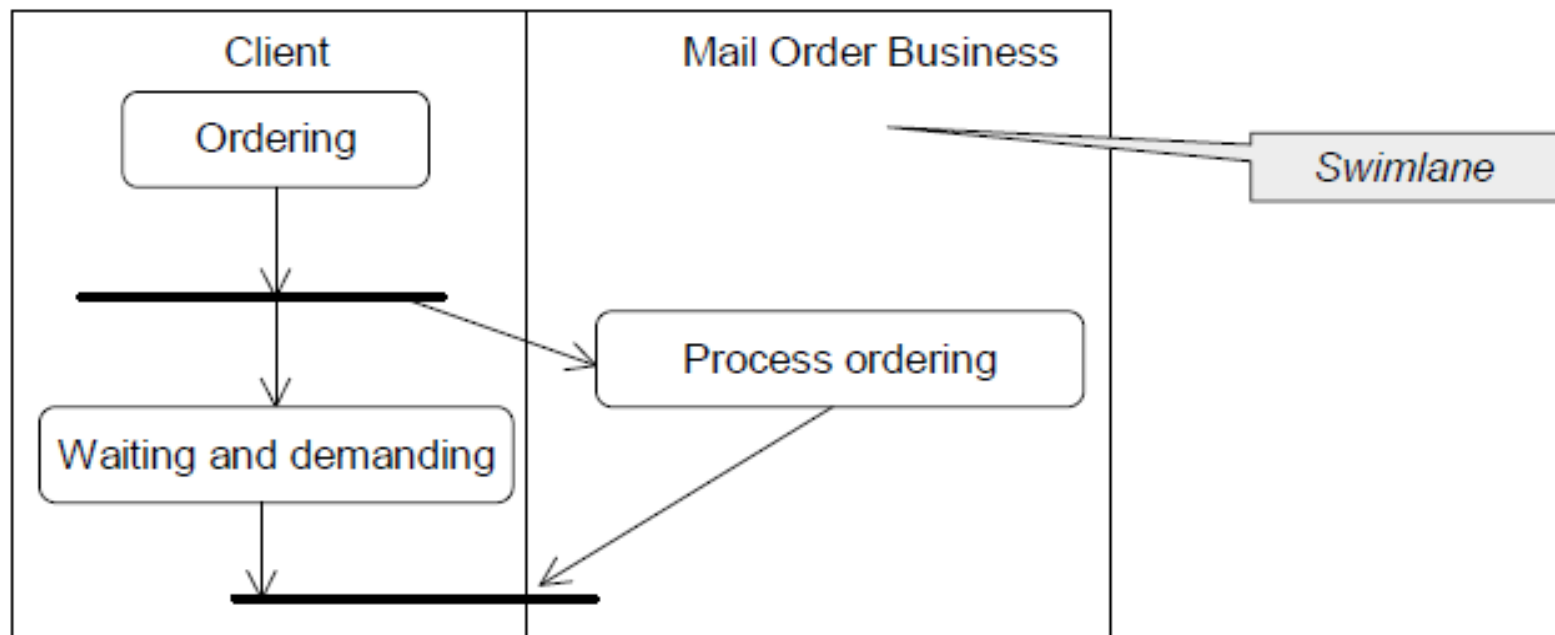 Client
Mail Order Business
Ordering
Swimlane
Process ordering
Waiting and demanding